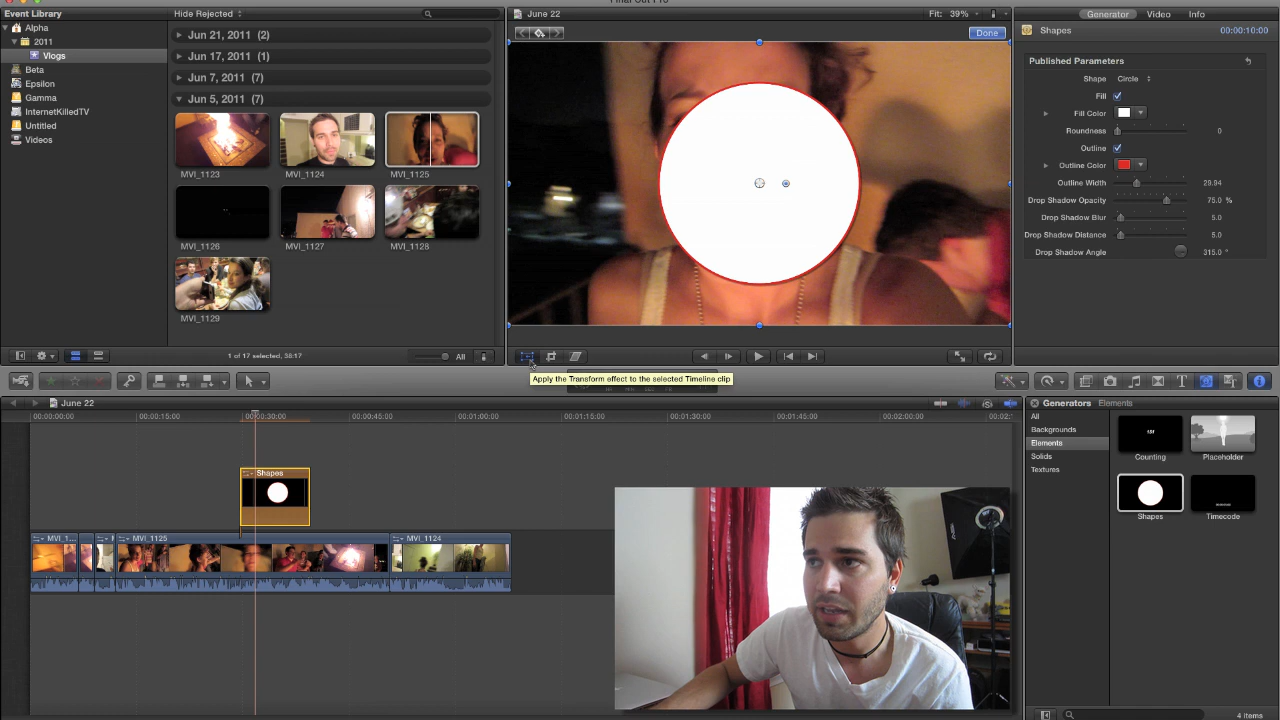 Final Cut Pro
Event Library
Hide Rejected
June 22
Fit: 39%
Generator Video Info
Alpha
2011
Vlogs
Beta
Epsilon
Gamma
InternetKilledTV
Untitled
Videos
Jun 21, 2011 (2)
Jun 17, 2011 (1)
Jun 7, 2011 (7)
Jun 5, 2011 (7)
MVI_1123
MVI_1124
MVI_1125
MVI_1126
MVI_1127
MVI_1128
MVI_1129
Done
Shapes
00:00:10:00
Published Parameters
Shape Circle
Fill
Fill Color
Roundness 0
Outline
Outline Color
Outline Width 29.94
Drop Shadow Opacity 75.0 %
Drop Shadow Blur 5.0
Drop Shadow Distance 5.0
Drop Shadow Angle 315.0 °
1 of 17 selected, 38:17
All
Apply the Transform effect to the selected Timeline clip
June 22
00:00:00:00
00:00:15:00
00:00:30:00
00:00:45:00
00:01:00:00
00:01:15:00
00:01:30:00
00:01:45:00
00:02:00:00
00:02:
Shapes
MVI_1...
MVI_1125
MVI_1124
Generators Elements
All
Backgrounds
Elements
Solids
Textures
Counting
Placeholder
Shapes
Timecode
4 items